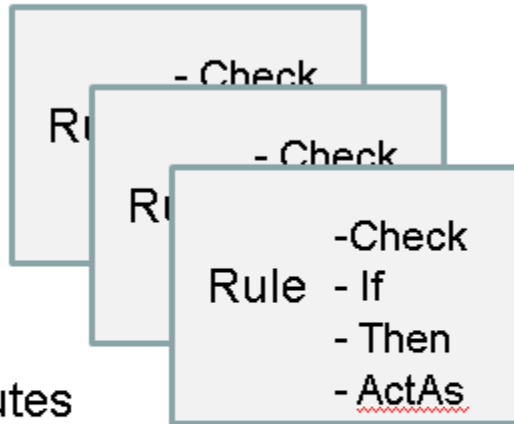 - Check
Ru
- Check
Ru
-Check
Rule - If
- Then
- ActAs
utes